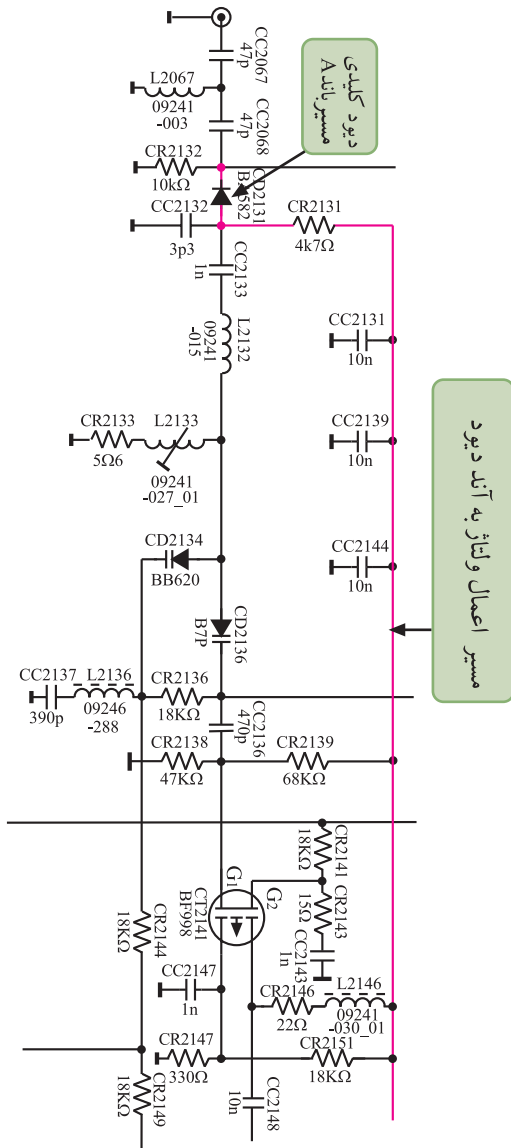 CC2067
47p
L2067
09241
-003
CC2068
47p
دیود کلیدی
مسیر باند A
CR2132
10kΩ
CD2131
CC2132
3p3
CR2131
4k7Ω
CC2133
1n
L2132
09241
-015
CC2131
10n
CR2133
5Ω6
L2133
09241
-027_01
CC2139
10n
مسیر اعمال ولتاژ به آند دیود
CD2134
BB620
CC2144
10n
CD2136
B7P
CC2137
390p
L2136
09246
-288
CR2136
18KΩ
CC2136
470p
CR2138
47KΩ
CR2139
68KΩ
CR2141
18KΩ
CR2143
15Ω
CC2143
1n
G1
G2
CT2141
BF998
CR2144
18KΩ
CC2147
1n
CR2146
22Ω
L2146
09241
-030_01
CR2147
330Ω
CR2151
18KΩ
CR2149
18KΩ
CC2148
10n